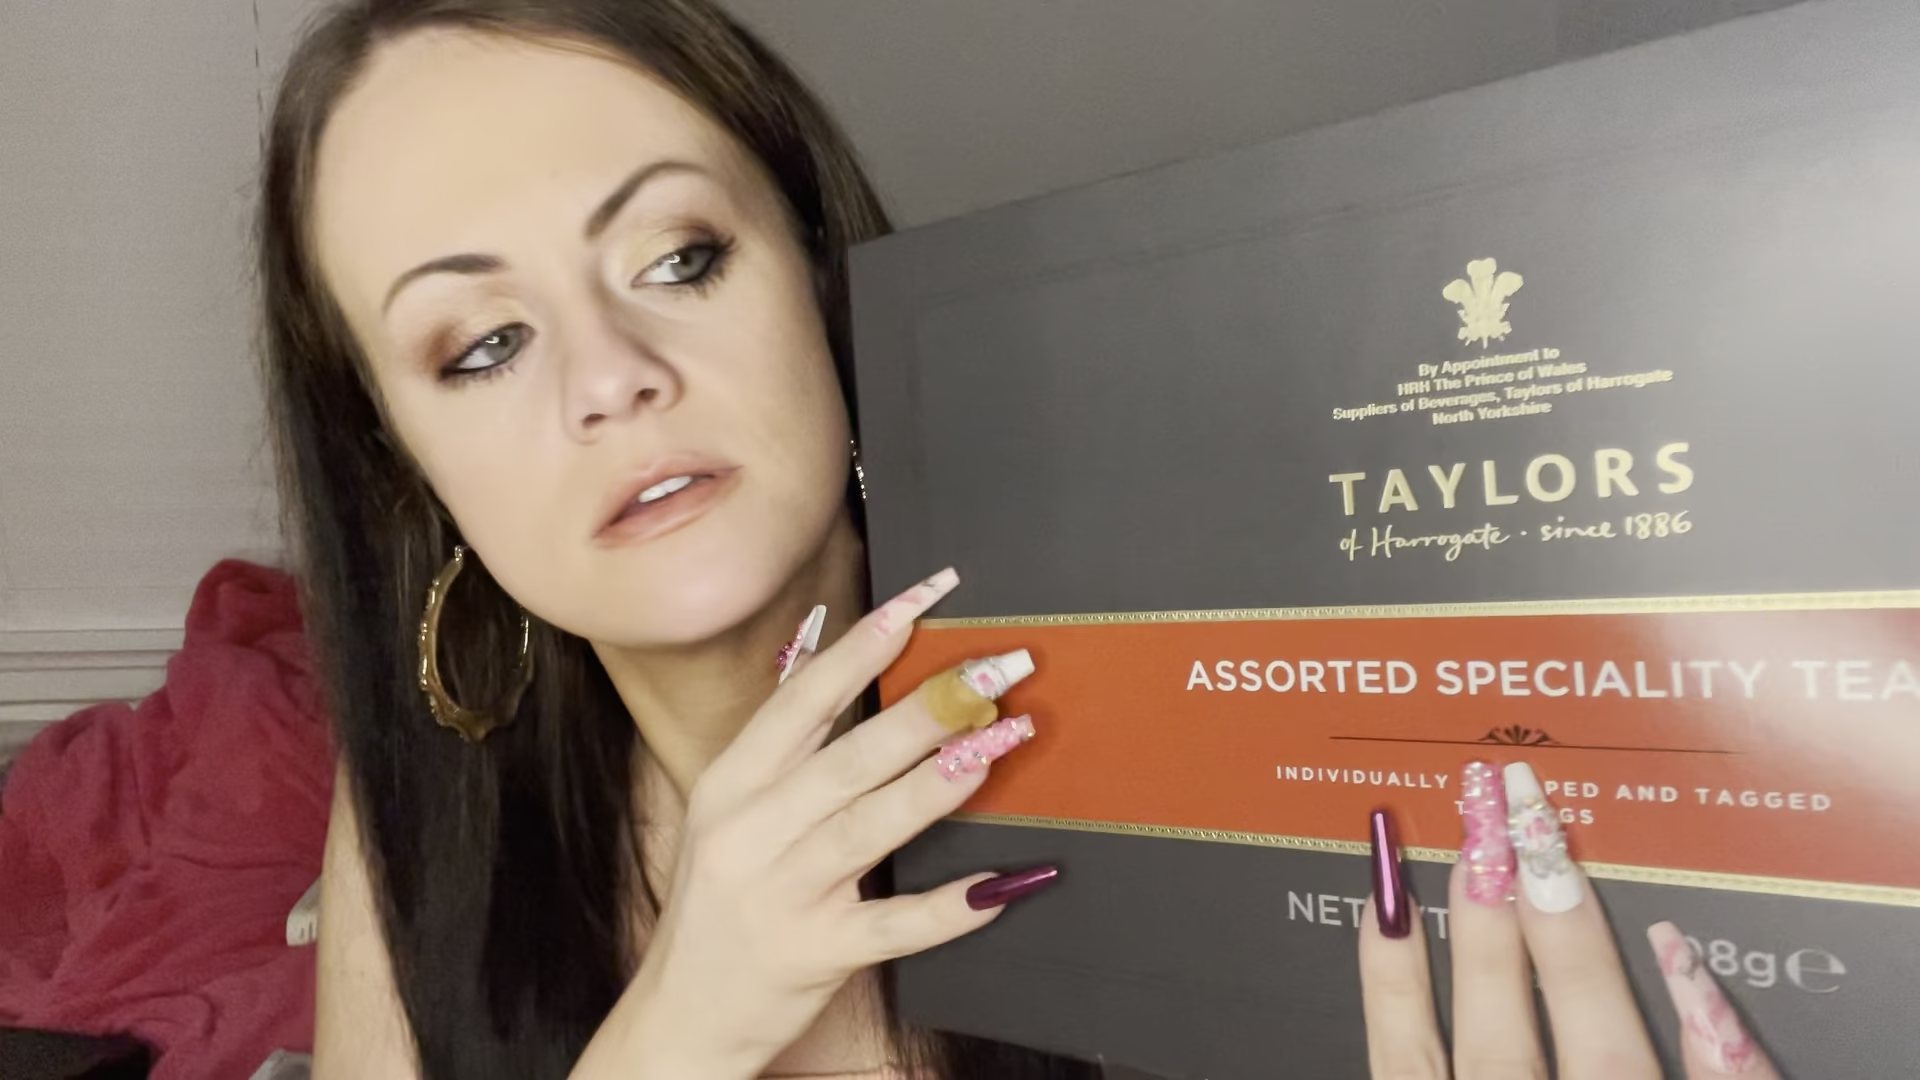 By Appointment to
HRH The Prince of Wales
Suppliers of Beverages, Taylors of Harrogate
North Yorkshire
TAYLORS
of Harrogate · since 1886
ASSORTED SPECIALITY TEA
INDIVIDUALLY AND TAGGED
NET
8g e